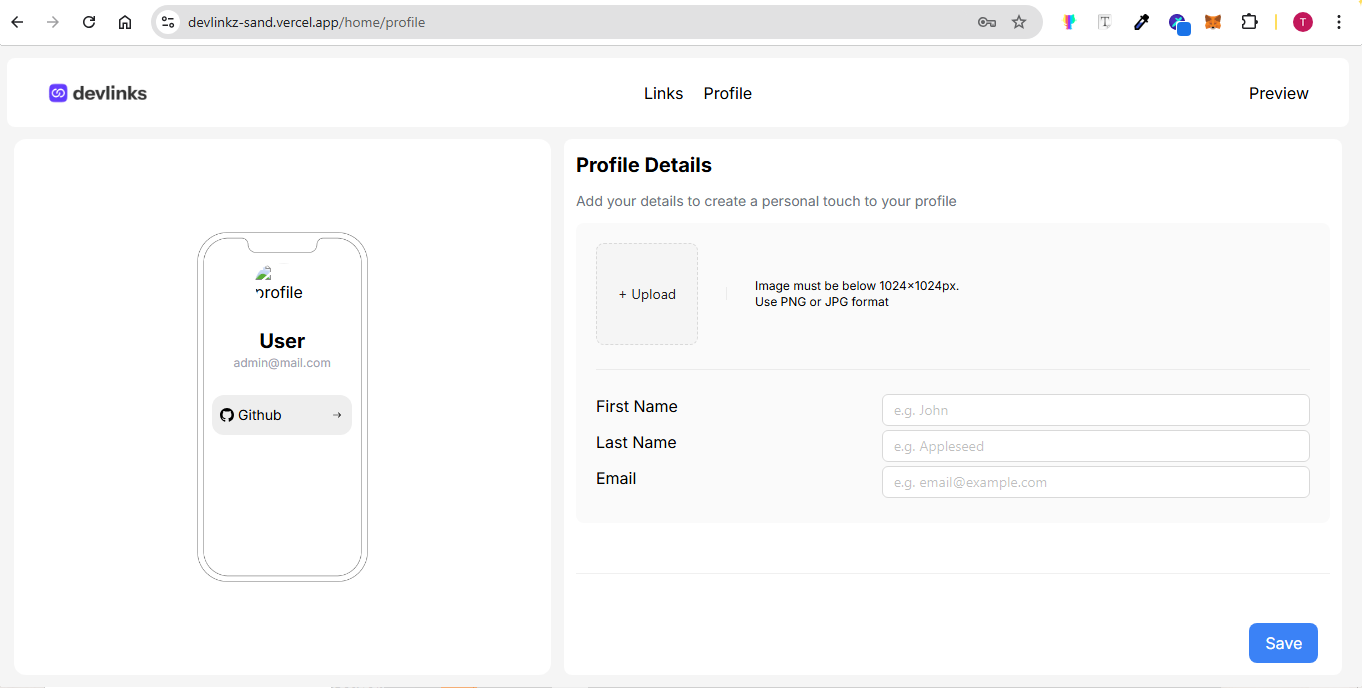 devlinkz-sand.vercel.app/home/profile
T
T
devlinks
Links Profile
Preview
profile
User
admin@mail.com
Github →
Profile Details
Add your details to create a personal touch to your profile
+ Upload
Image must be below 1024×1024px.
Use PNG or JPG format
First Name e.g. John
Last Name e.g. Appleseed
Email e.g. email@example.com
Save